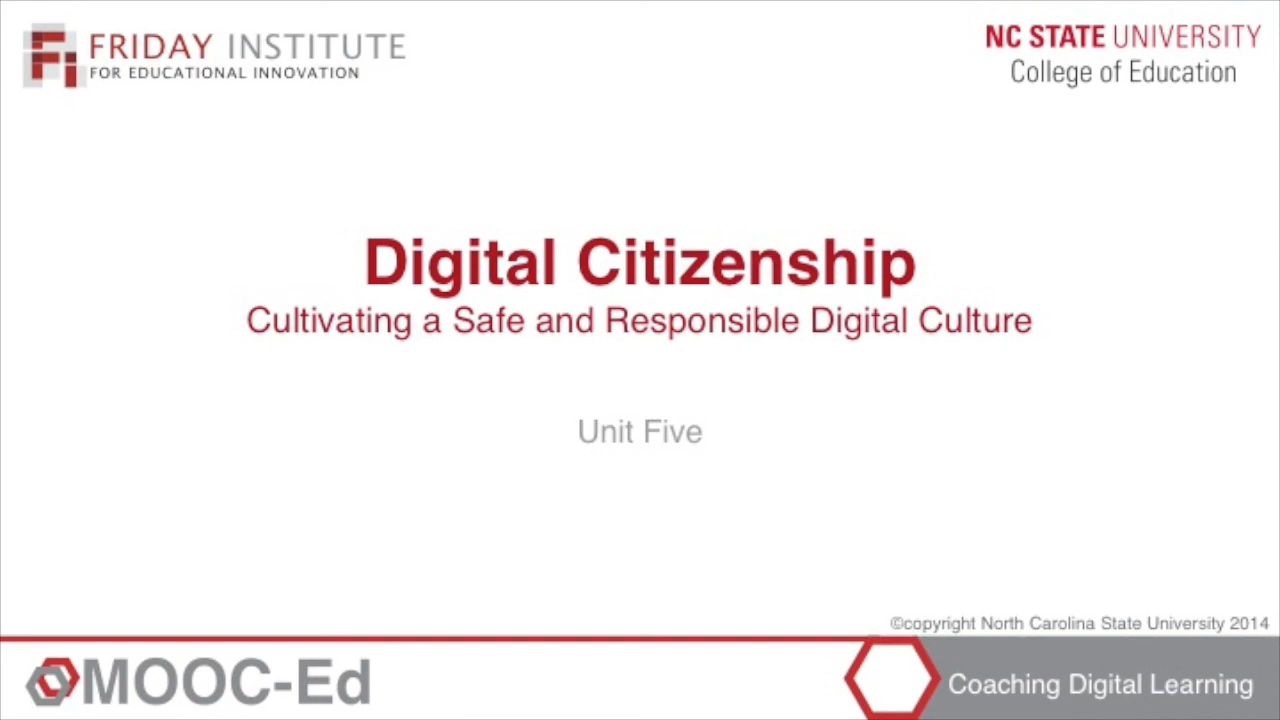 FRIDAY INSTITUTE
FOR EDUCATIONAL INNOVATION
NC STATE UNIVERSITY
College of Education
Digital Citizenship
Cultivating a Safe and Responsible Digital Culture
Unit Five
©copyright North Carolina State University 2014
MOOC-Ed
Coaching Digital Learning